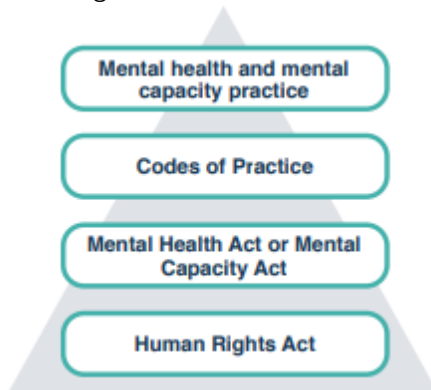 Mental health and mental
capacity practice
Codes of Practice
Mental Health Act or Mental
Capacity Act
Human Rights Act